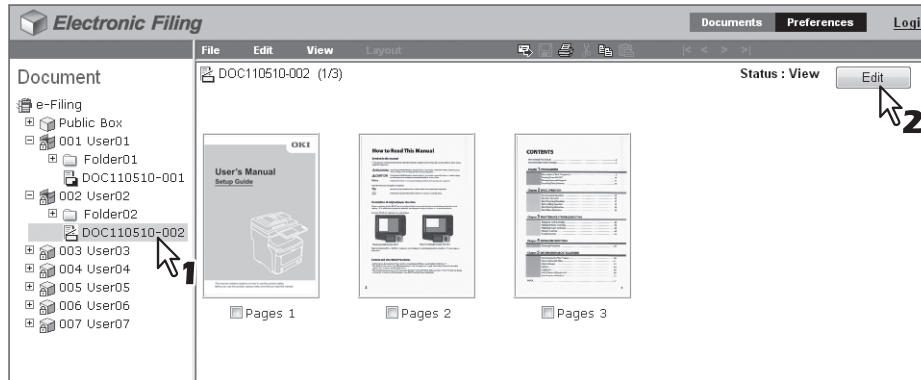 Electronic Filing
Documents Preferences Logi
File Edit View Layout
|< < > >|
Document
e-Filing
Public Box
001 User01
Folder01
DOC110510-001
002 User02
Folder02
DOC110510-002
003 User03
004 User04
005 User05
006 User06
007 User07
1
DOC110510-002 (1/3)
Status : View
Edit
2
OKI
User's Manual
Setup Guide
Pages 1
How to Read This Manual
Pages 2
CONTENTS
Pages 3